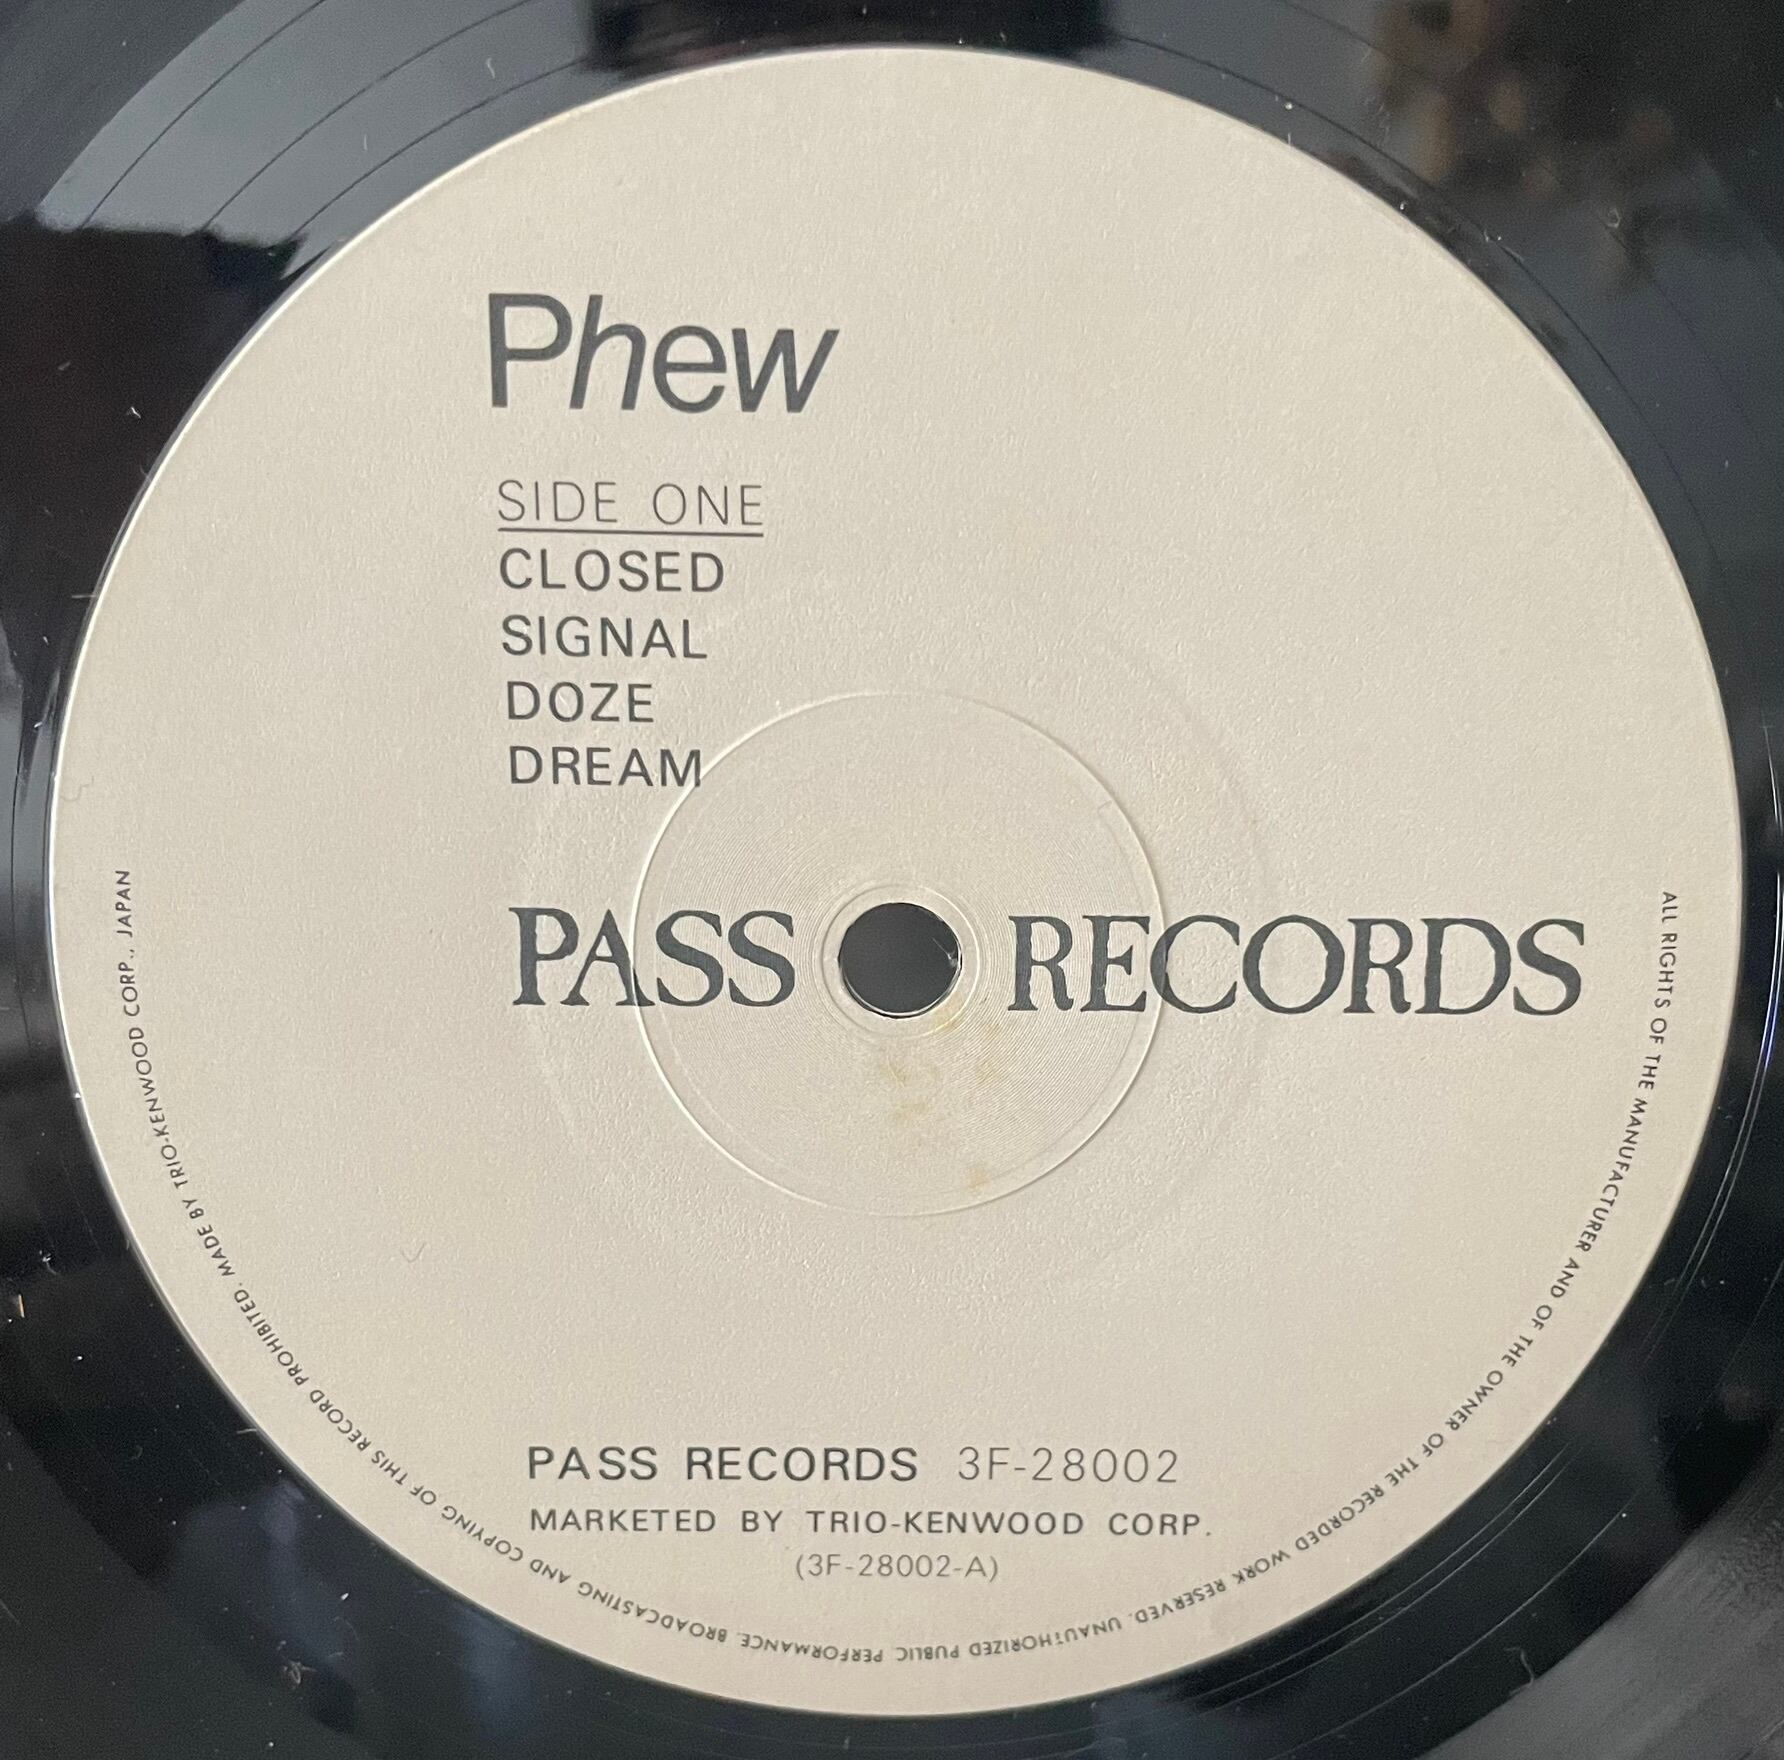 Phew
SIDE ONE
CLOSED
SIGNAL
DOZE
DREAM
PASS RECORDS
PASS RECORDS 3F-28002
MARKETED BY TRIO-KENWOOD CORP.
(3F-28002-A)
ALL RIGHTS OF THE MANUFACTURER AND OF THE OWNER OF THE RECORDED WORK RESERVED. UNAUTHORIZED PUBLIC PERFORMANCE. BROADCASTING AND COPYING OF THIS RECORD PROHIBITED. MADE BY TRIO-KENWOOD CORP., JAPAN